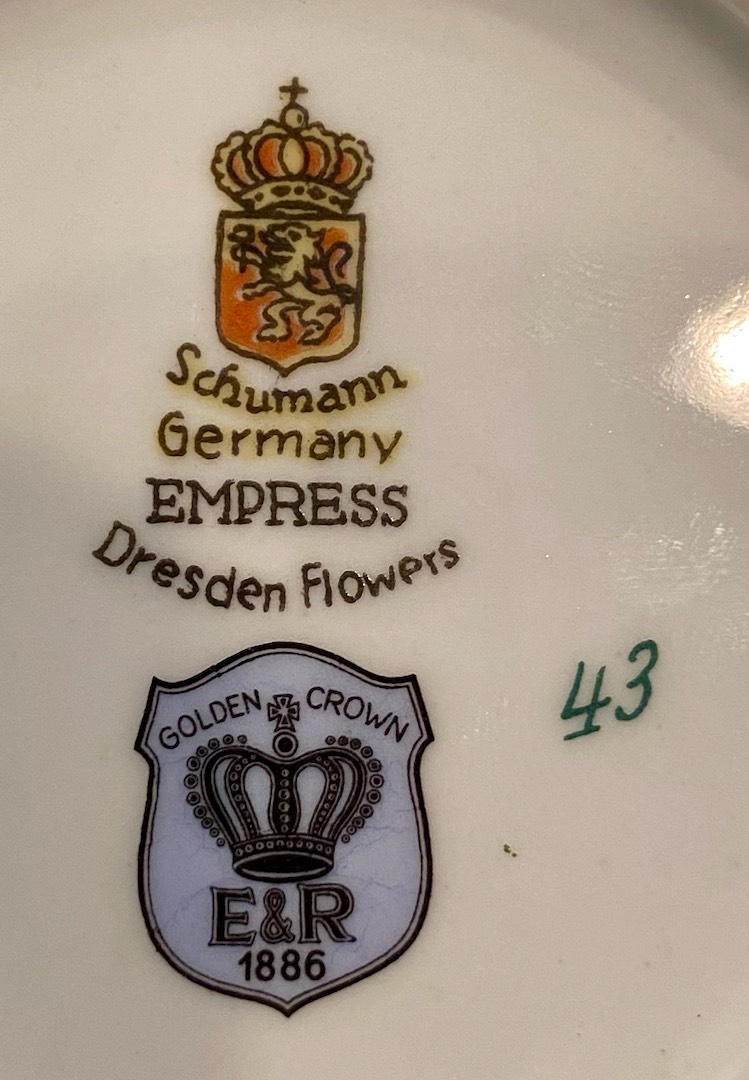 Schumann
Germany
EMPRESS
Dresden Flowers
GOLDEN CROWN
E&R
1886
43